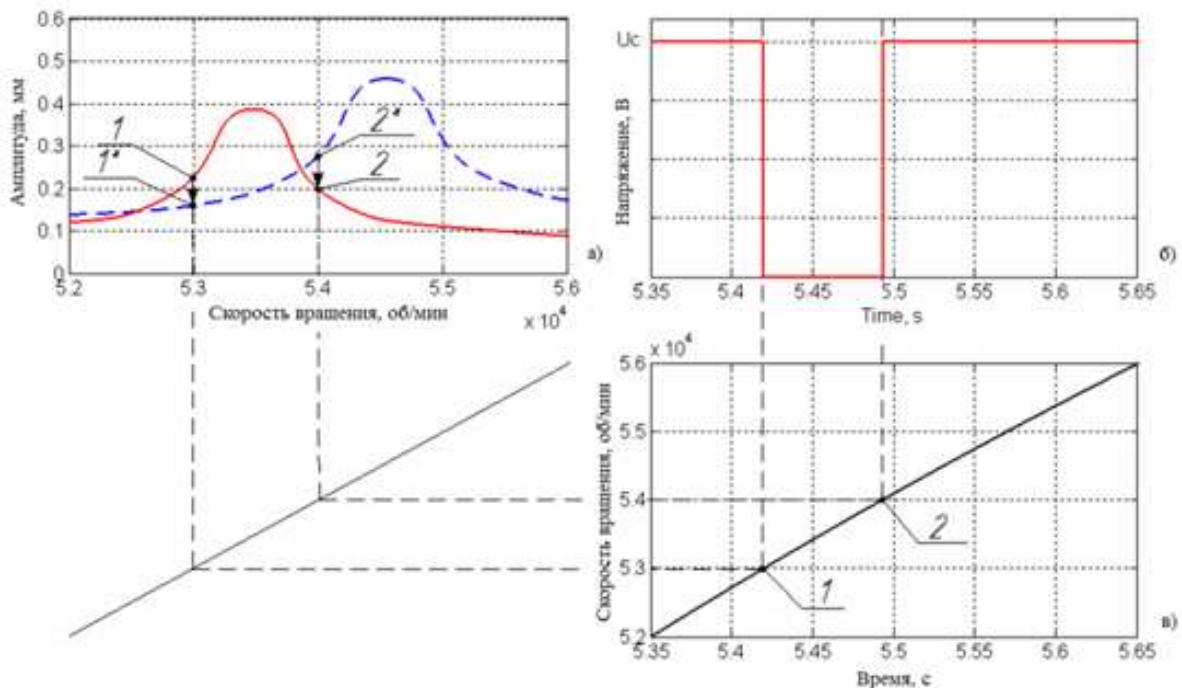 0.6
0.5
0.4
0.3
0.2
0.1
0
Амплитуда, мм
1
1*
2*
2
а)
5.2 5.3 5.4 5.5 5.6
Скорость вращения, об/мин
x 10⁴
Uc
Напряжение, В
б)
5.35 5.4 5.45 5.5 5.55 5.6 5.65
Time, s
x 10⁴
5.6
5.5
5.4
5.3
5.2
Скорость вращения, об/мин
2
1
в)
5.35 5.4 5.45 5.5 5.55 5.6 5.65
Время, с